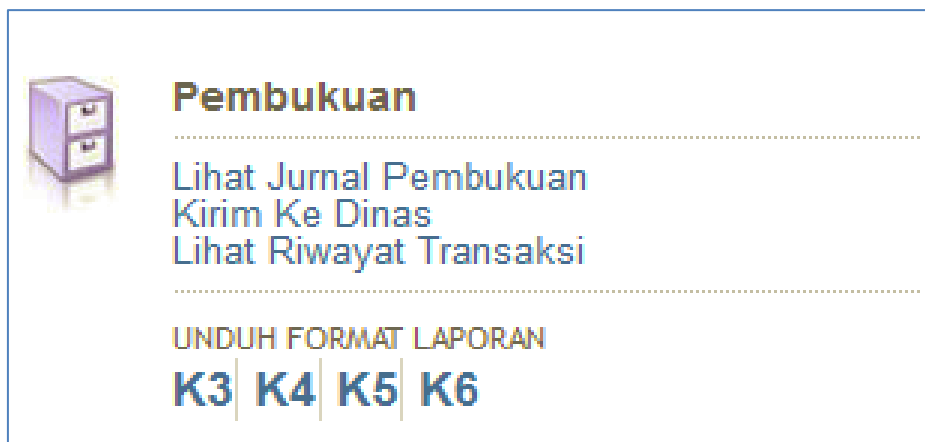 Pembukuan
Lihat Jurnal Pembukuan
Kirim Ke Dinas
Lihat Riwayat Transaksi
UNDUH FORMAT LAPORAN
K3 K4 K5 K6